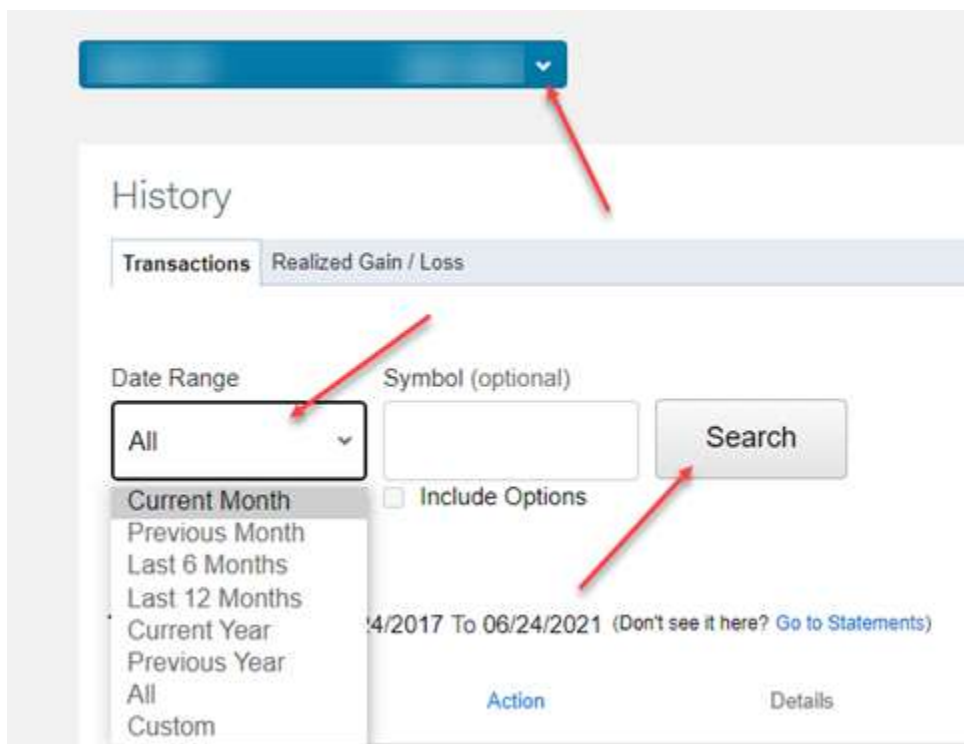 History
Transactions Realized Gain / Loss
Date Range Symbol (optional)
All Search
Current Month Include Options
Previous Month
Last 6 Months
Last 12 Months
Current Year 24/2017 To 06/24/2021 (Don't see it here? Go to Statements)
Previous Year
All Action Details
Custom